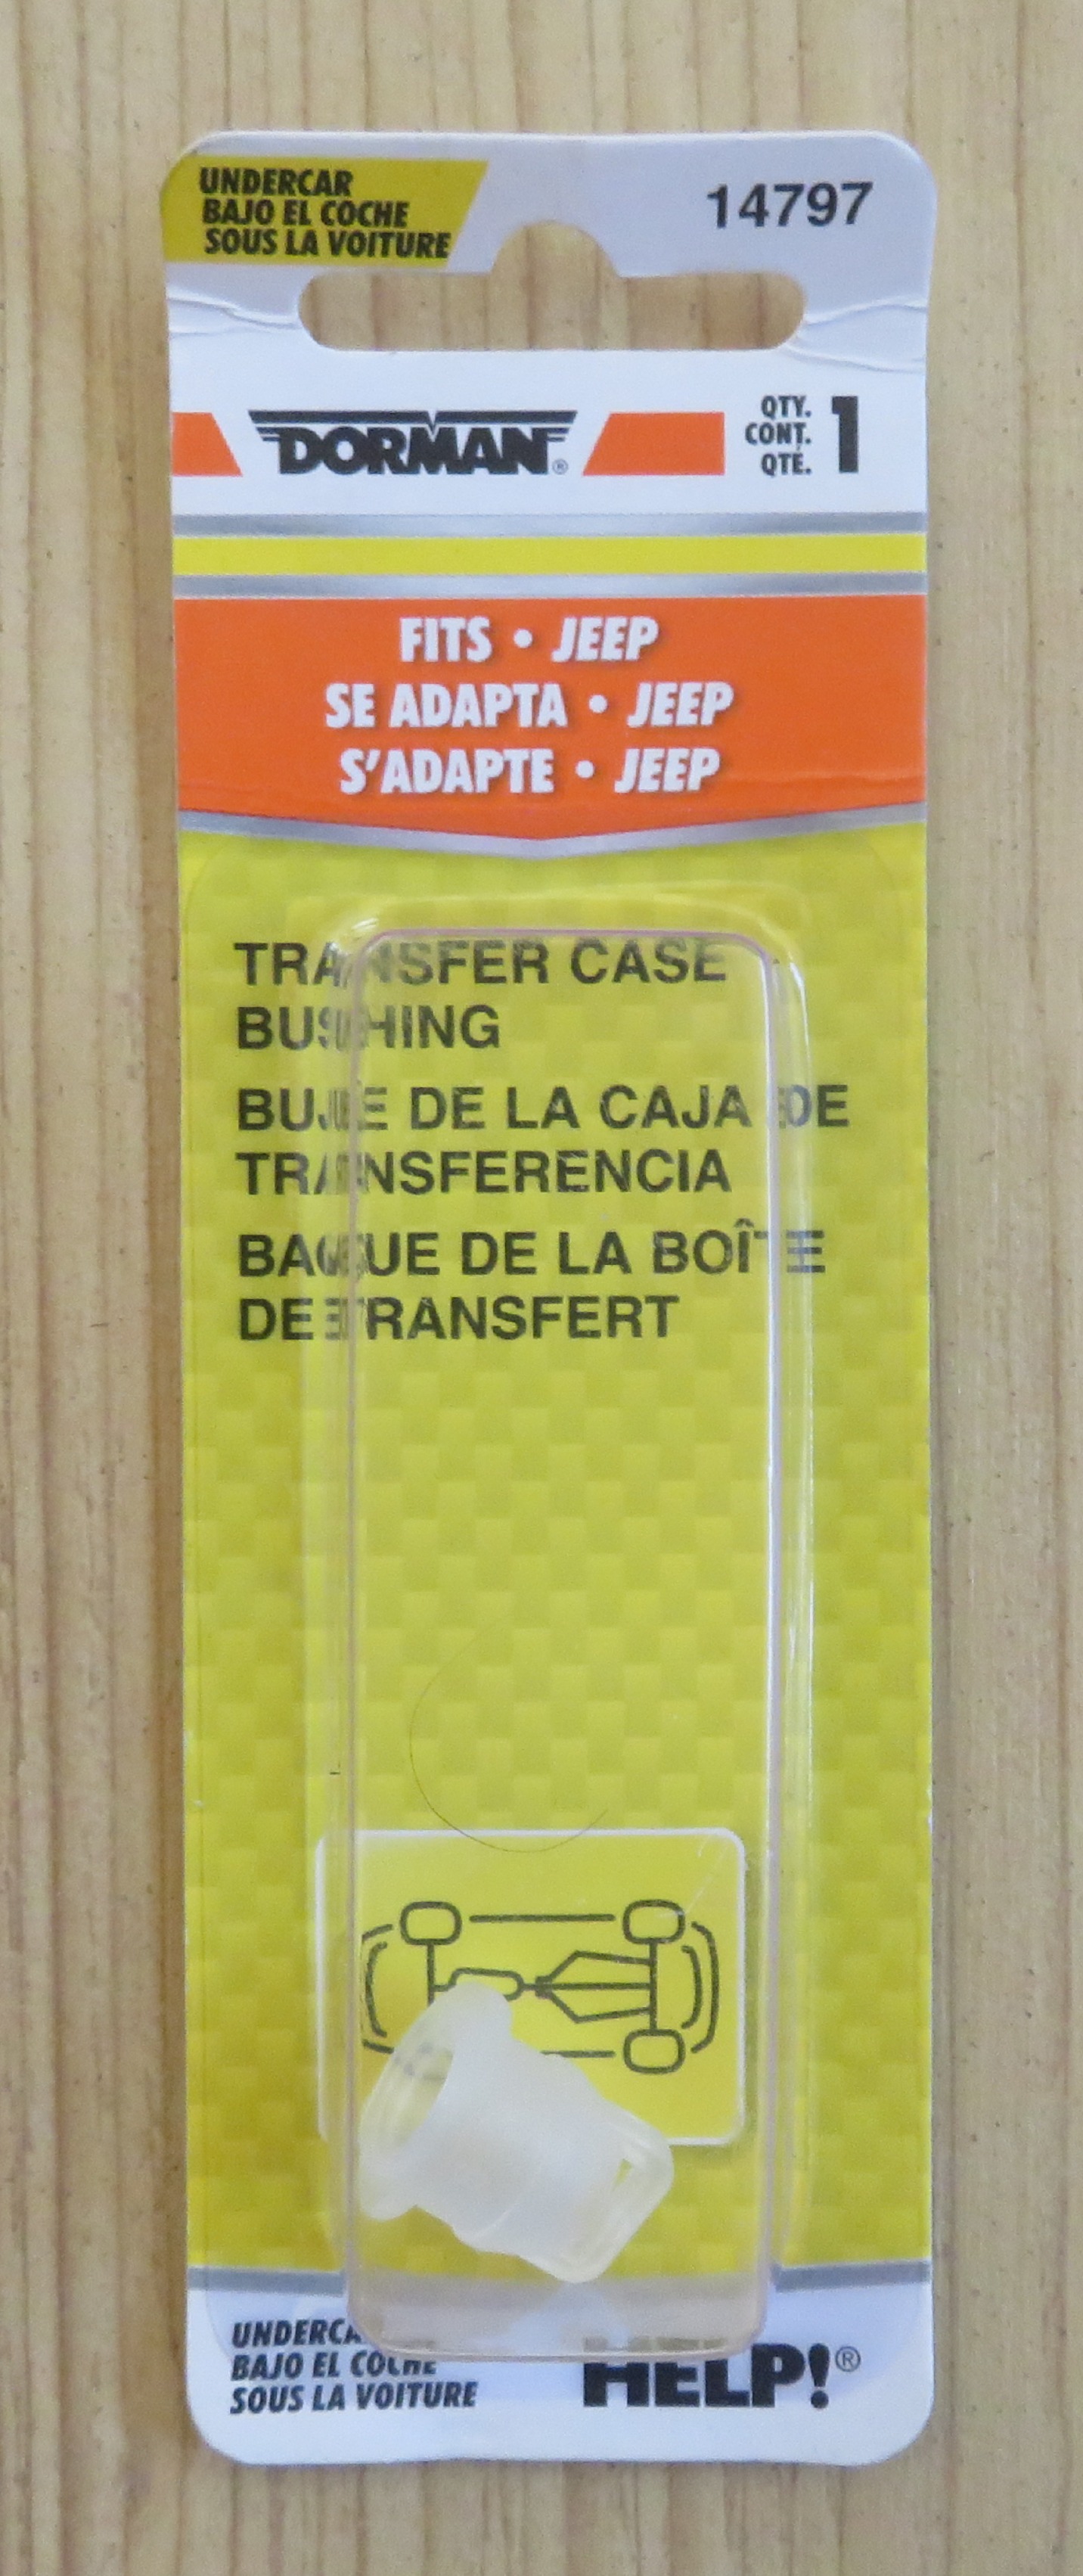 UNDERCAR
BAJO EL COCHE
SOUS LA VOITURE
14797
DORMAN®
QTY.
CONT.
QTÉ.
1
FITS • JEEP
SE ADAPTA • JEEP
S'ADAPTE • JEEP
TRANSFER CASE
BUSHING
BUJE DE LA CAJA DE
TRANSFERENCIA
BAGUE DE LA BOÎTE
DE TRANSFERT
UNDERCAR
BAJO EL COCHE
SOUS LA VOITURE
HELP!®